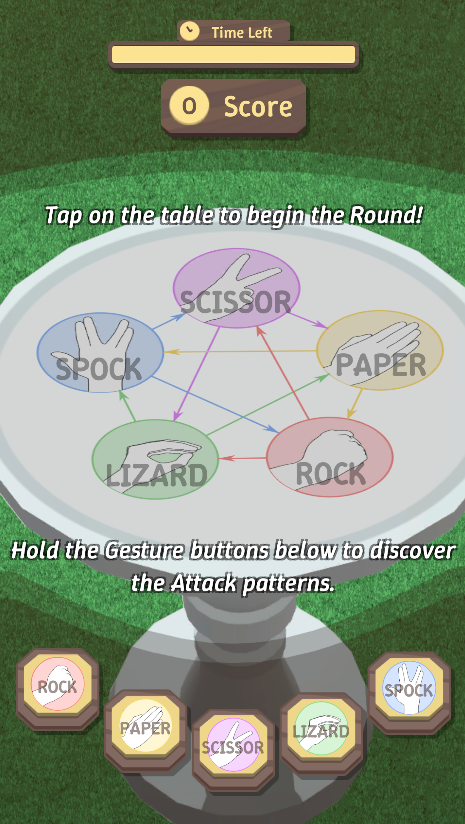 Time Left
0 Score
Tap on the table to begin the Round!
SCISSOR
SPOCK
PAPER
LIZARD
ROCK
Hold the Gesture buttons below to discover
the Attack patterns.
ROCK
PAPER
SCISSOR
LIZARD
SPOCK